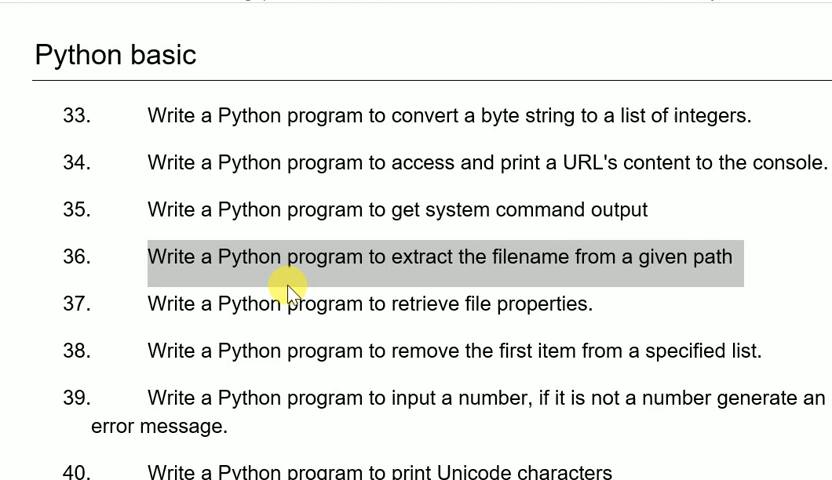 Python basic
33. Write a Python program to convert a byte string to a list of integers.
34. Write a Python program to access and print a URL's content to the console.
35. Write a Python program to get system command output
36. Write a Python program to extract the filename from a given path
37. Write a Python program to retrieve file properties.
38. Write a Python program to remove the first item from a specified list.
39. Write a Python program to input a number, if it is not a number generate an
error message.
40. Write a Python program to print Unicode characters